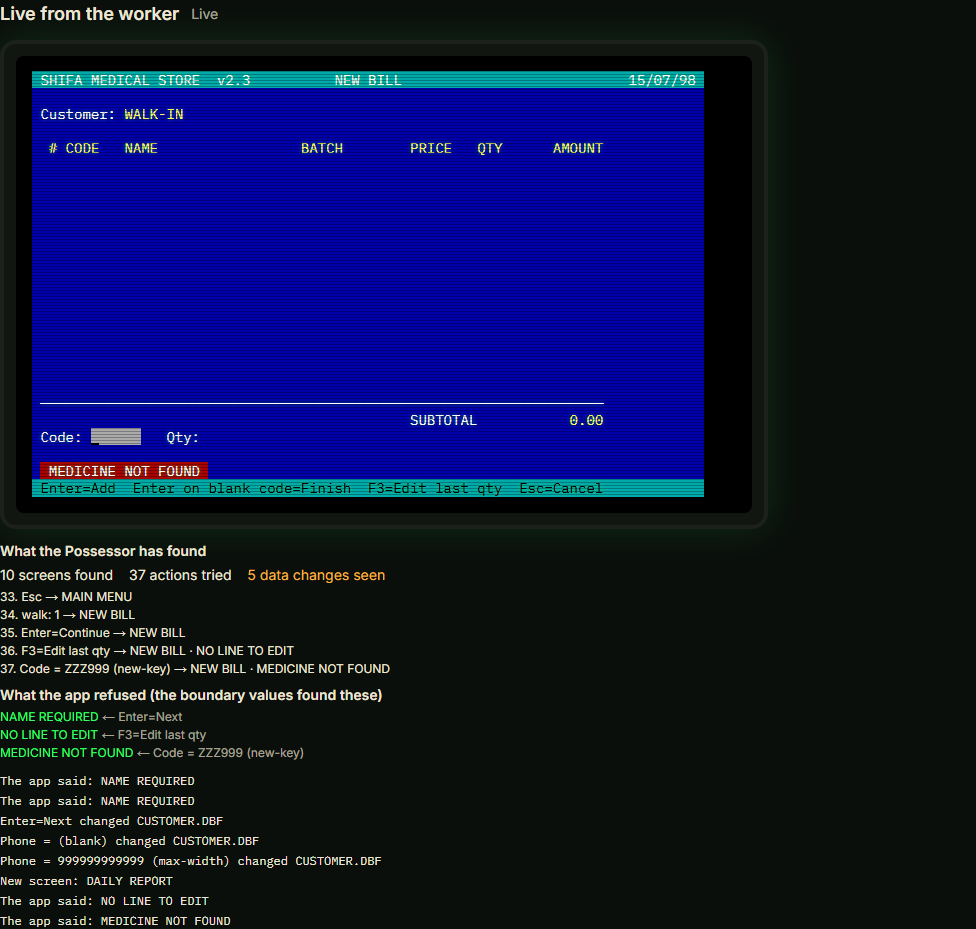 Live from the worker Live
SHIFA MEDICAL STORE v2.3 NEW BILL 15/07/98
Customer: WALK-IN
# CODE NAME BATCH PRICE QTY AMOUNT
SUBTOTAL 0.00
Code: Qty:
MEDICINE NOT FOUND
Enter=Add Enter on blank code=Finish F3=Edit last qty Esc=Cancel
What the Possessor has found
10 screens found 37 actions tried 5 data changes seen
33. Esc → MAIN MENU
34. walk: 1 → NEW BILL
35. Enter=Continue → NEW BILL
36. F3=Edit last qty → NEW BILL · NO LINE TO EDIT
37. Code = ZZZ999 (new-key) → NEW BILL · MEDICINE NOT FOUND
What the app refused (the boundary values found these)
NAME REQUIRED ← Enter=Next
NO LINE TO EDIT ← F3=Edit last qty
MEDICINE NOT FOUND ← Code = ZZZ999 (new-key)
The app said: NAME REQUIRED
The app said: NAME REQUIRED
Enter=Next changed CUSTOMER.DBF
Phone = (blank) changed CUSTOMER.DBF
Phone = 999999999999 (max-width) changed CUSTOMER.DBF
New screen: DAILY REPORT
The app said: NO LINE TO EDIT
The app said: MEDICINE NOT FOUND